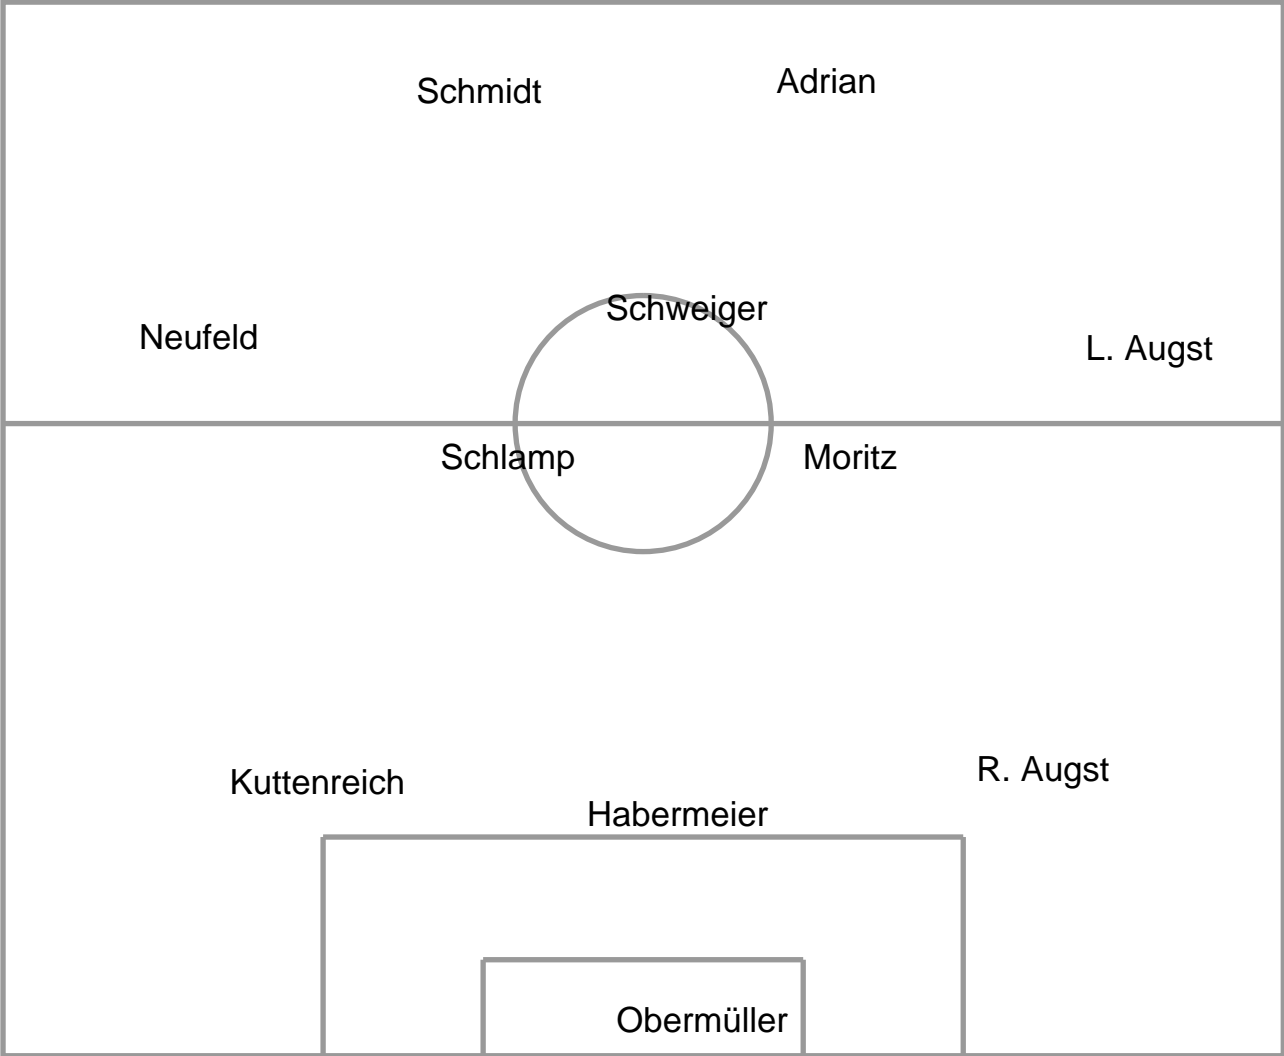 Schmidt
Adrian
Schweiger
Neufeld
L. Augst
Schlamp
Moritz
Kuttenreich
R. Augst
Habermeier
Obermüller